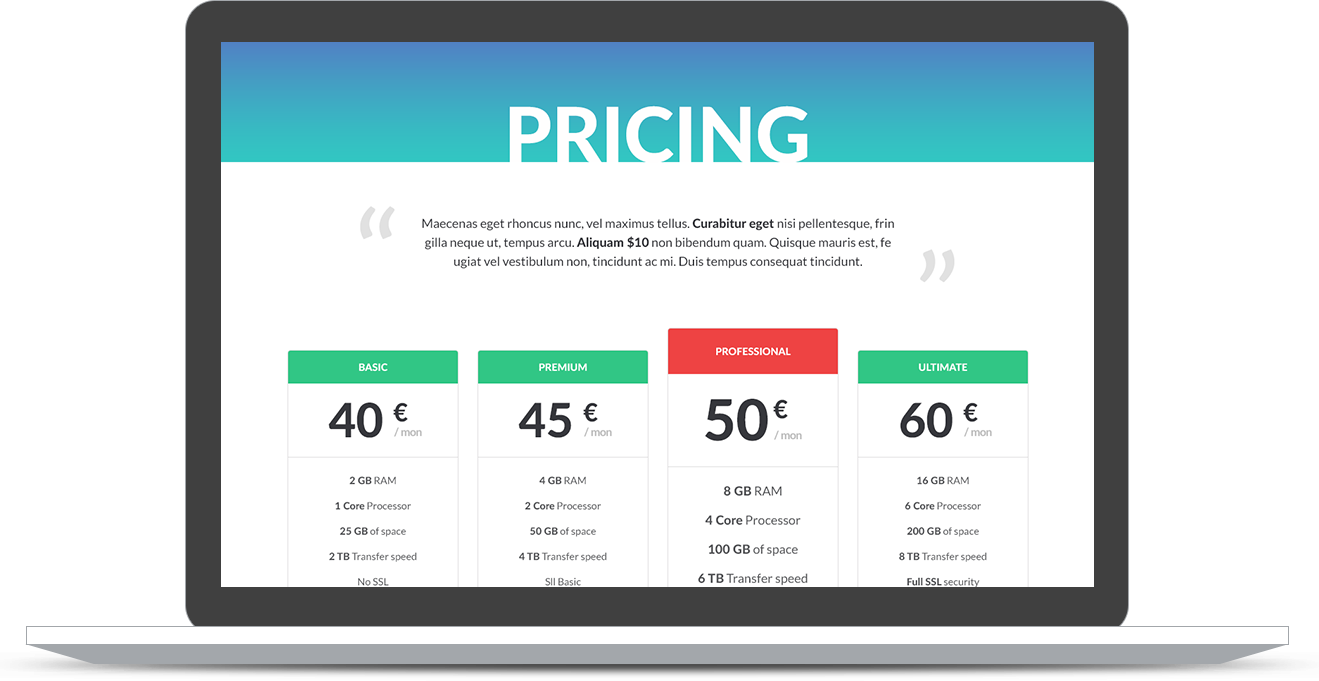 PRICING
“
Maecenas eget rhoncus nunc, vel maximus tellus. Curabitur eget nisi pellentesque, frin
gilla neque ut, tempus arcu. Aliquam $10 non bibendum quam. Quisque mauris est, fe
ugiat vel vestibulum non, tincidunt ac mi. Duis tempus consequat tincidunt.
”
BASIC
40 €
/ mon
2 GB RAM
1 Core Processor
25 GB of space
2 TB Transfer speed
No SSL
PREMIUM
45 €
/ mon
4 GB RAM
2 Core Processor
50 GB of space
4 TB Transfer speed
Sll Basic
PROFESSIONAL
50 €
/ mon
8 GB RAM
4 Core Processor
100 GB of space
6 TB Transfer speed
ULTIMATE
60 €
/ mon
16 GB RAM
6 Core Processor
200 GB of space
8 TB Transfer speed
Full SSL security